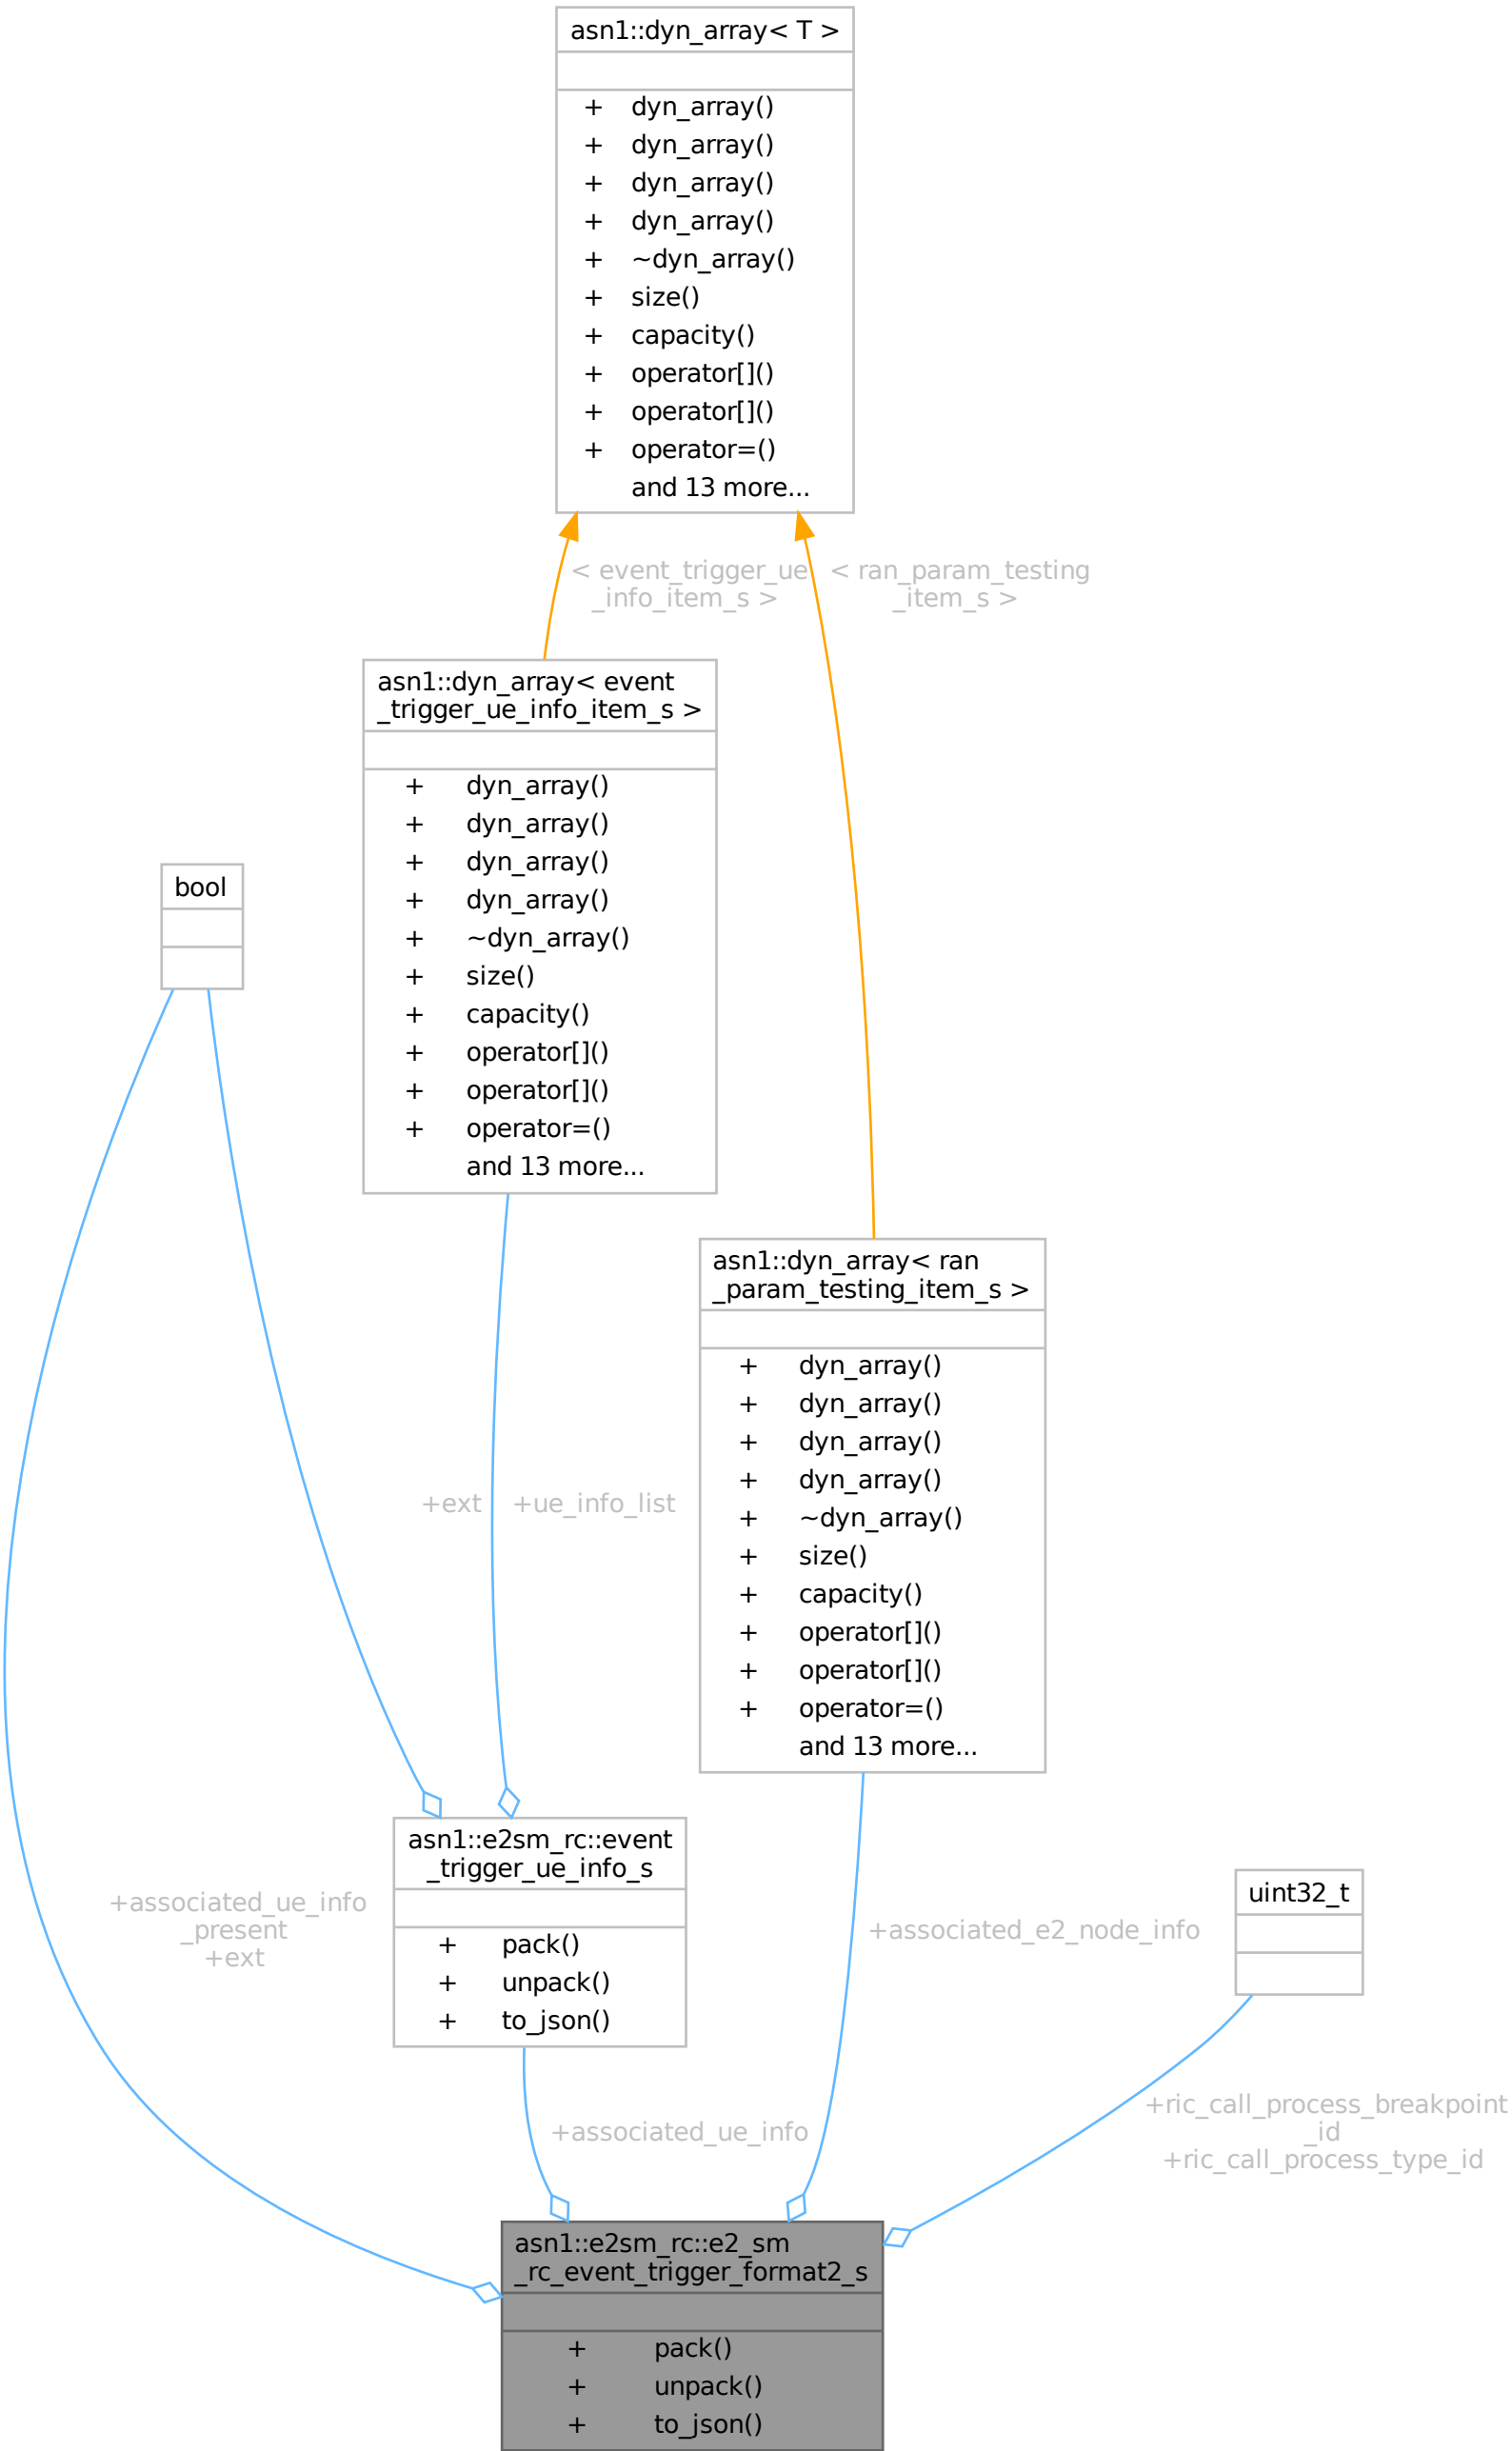 asn1::dyn_array< T >
+ dyn_array()
+ dyn_array()
+ dyn_array()
+ dyn_array()
+ ~dyn_array()
+ size()
+ capacity()
+ operator[]()
+ operator[]()
+ operator=()
and 13 more...
< event_trigger_ue
_info_item_s >
< ran_param_testing
_item_s >
asn1::dyn_array< event
_trigger_ue_info_item_s >
+ dyn_array()
+ dyn_array()
+ dyn_array()
+ dyn_array()
+ ~dyn_array()
+ size()
+ capacity()
+ operator[]()
+ operator[]()
+ operator=()
and 13 more...
bool
asn1::dyn_array< ran
_param_testing_item_s >
+ dyn_array()
+ dyn_array()
+ dyn_array()
+ dyn_array()
+ ~dyn_array()
+ size()
+ capacity()
+ operator[]()
+ operator[]()
+ operator=()
and 13 more...
+ext
+ue_info_list
asn1::e2sm_rc::event
_trigger_ue_info_s
+ pack()
+ unpack()
+ to_json()
+associated_ue_info
_present
+ext
+associated_e2_node_info
uint32_t
+associated_ue_info
+ric_call_process_breakpoint
_id
+ric_call_process_type_id
asn1::e2sm_rc::e2_sm
_rc_event_trigger_format2_s
+ pack()
+ unpack()
+ to_json()